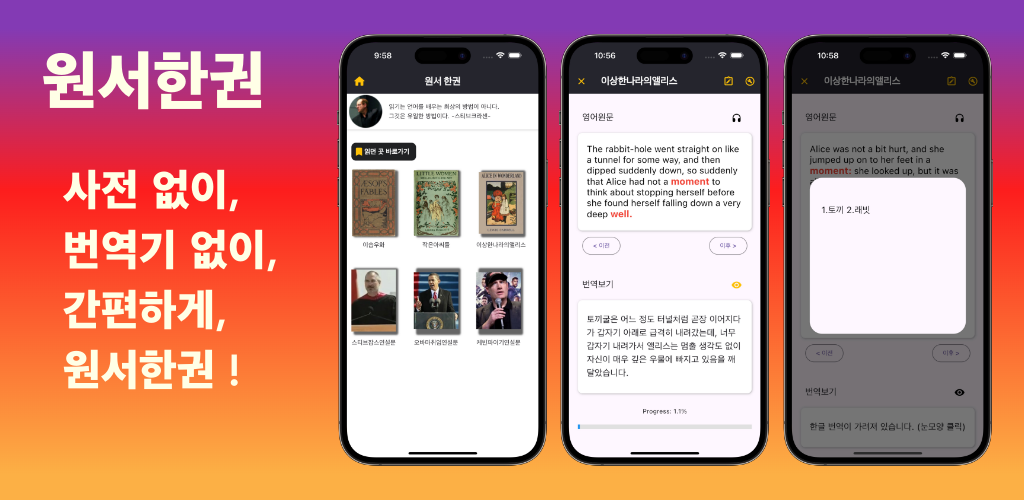 원서한권
사전 없이,
번역기 없이,
간편하게,
원서한권 !
9:58
원서 한권
읽기는 언어를 배우는 최상의 방법이 아니다.
그것은 유일한 방법이다. -스티브크라센-
읽던 곳 바로가기
ÆSOP'S
FABLES
LITTLE WOMEN
ALICE IN WONDERLAND
이솝우화
작은아씨들
이상한나라의앨리스
스티브잡스연설문
오바마취임연설문
케빈파이기연설문
10:56
이상한나라의앨리스
영어원문
The rabbit-hole went straight on like
a tunnel for some way, and then
dipped suddenly down, so suddenly
that Alice had not a moment to
think about stopping herself before
she found herself falling down a very
deep well.
< 이전
이후 >
번역보기
토끼굴은 어느 정도 터널처럼 곧장 이어지다
가 갑자기 아래로 급격히 내려갔는데, 너무
갑자기 내려가서 앨리스는 멈출 생각도 없이
자신이 매우 깊은 우물에 빠지고 있음을 깨
달았습니다.
Progress: 1.1%
10:58
이상한나라의앨리스
영어원문
Alice was not a bit hurt, and she
jumped up on to her feet in a
moment: she looked up, but it was
1.토끼 2.래빗
< 이전
이후 >
번역보기
한글 번역이 가려져 있습니다. (눈모양 클릭)